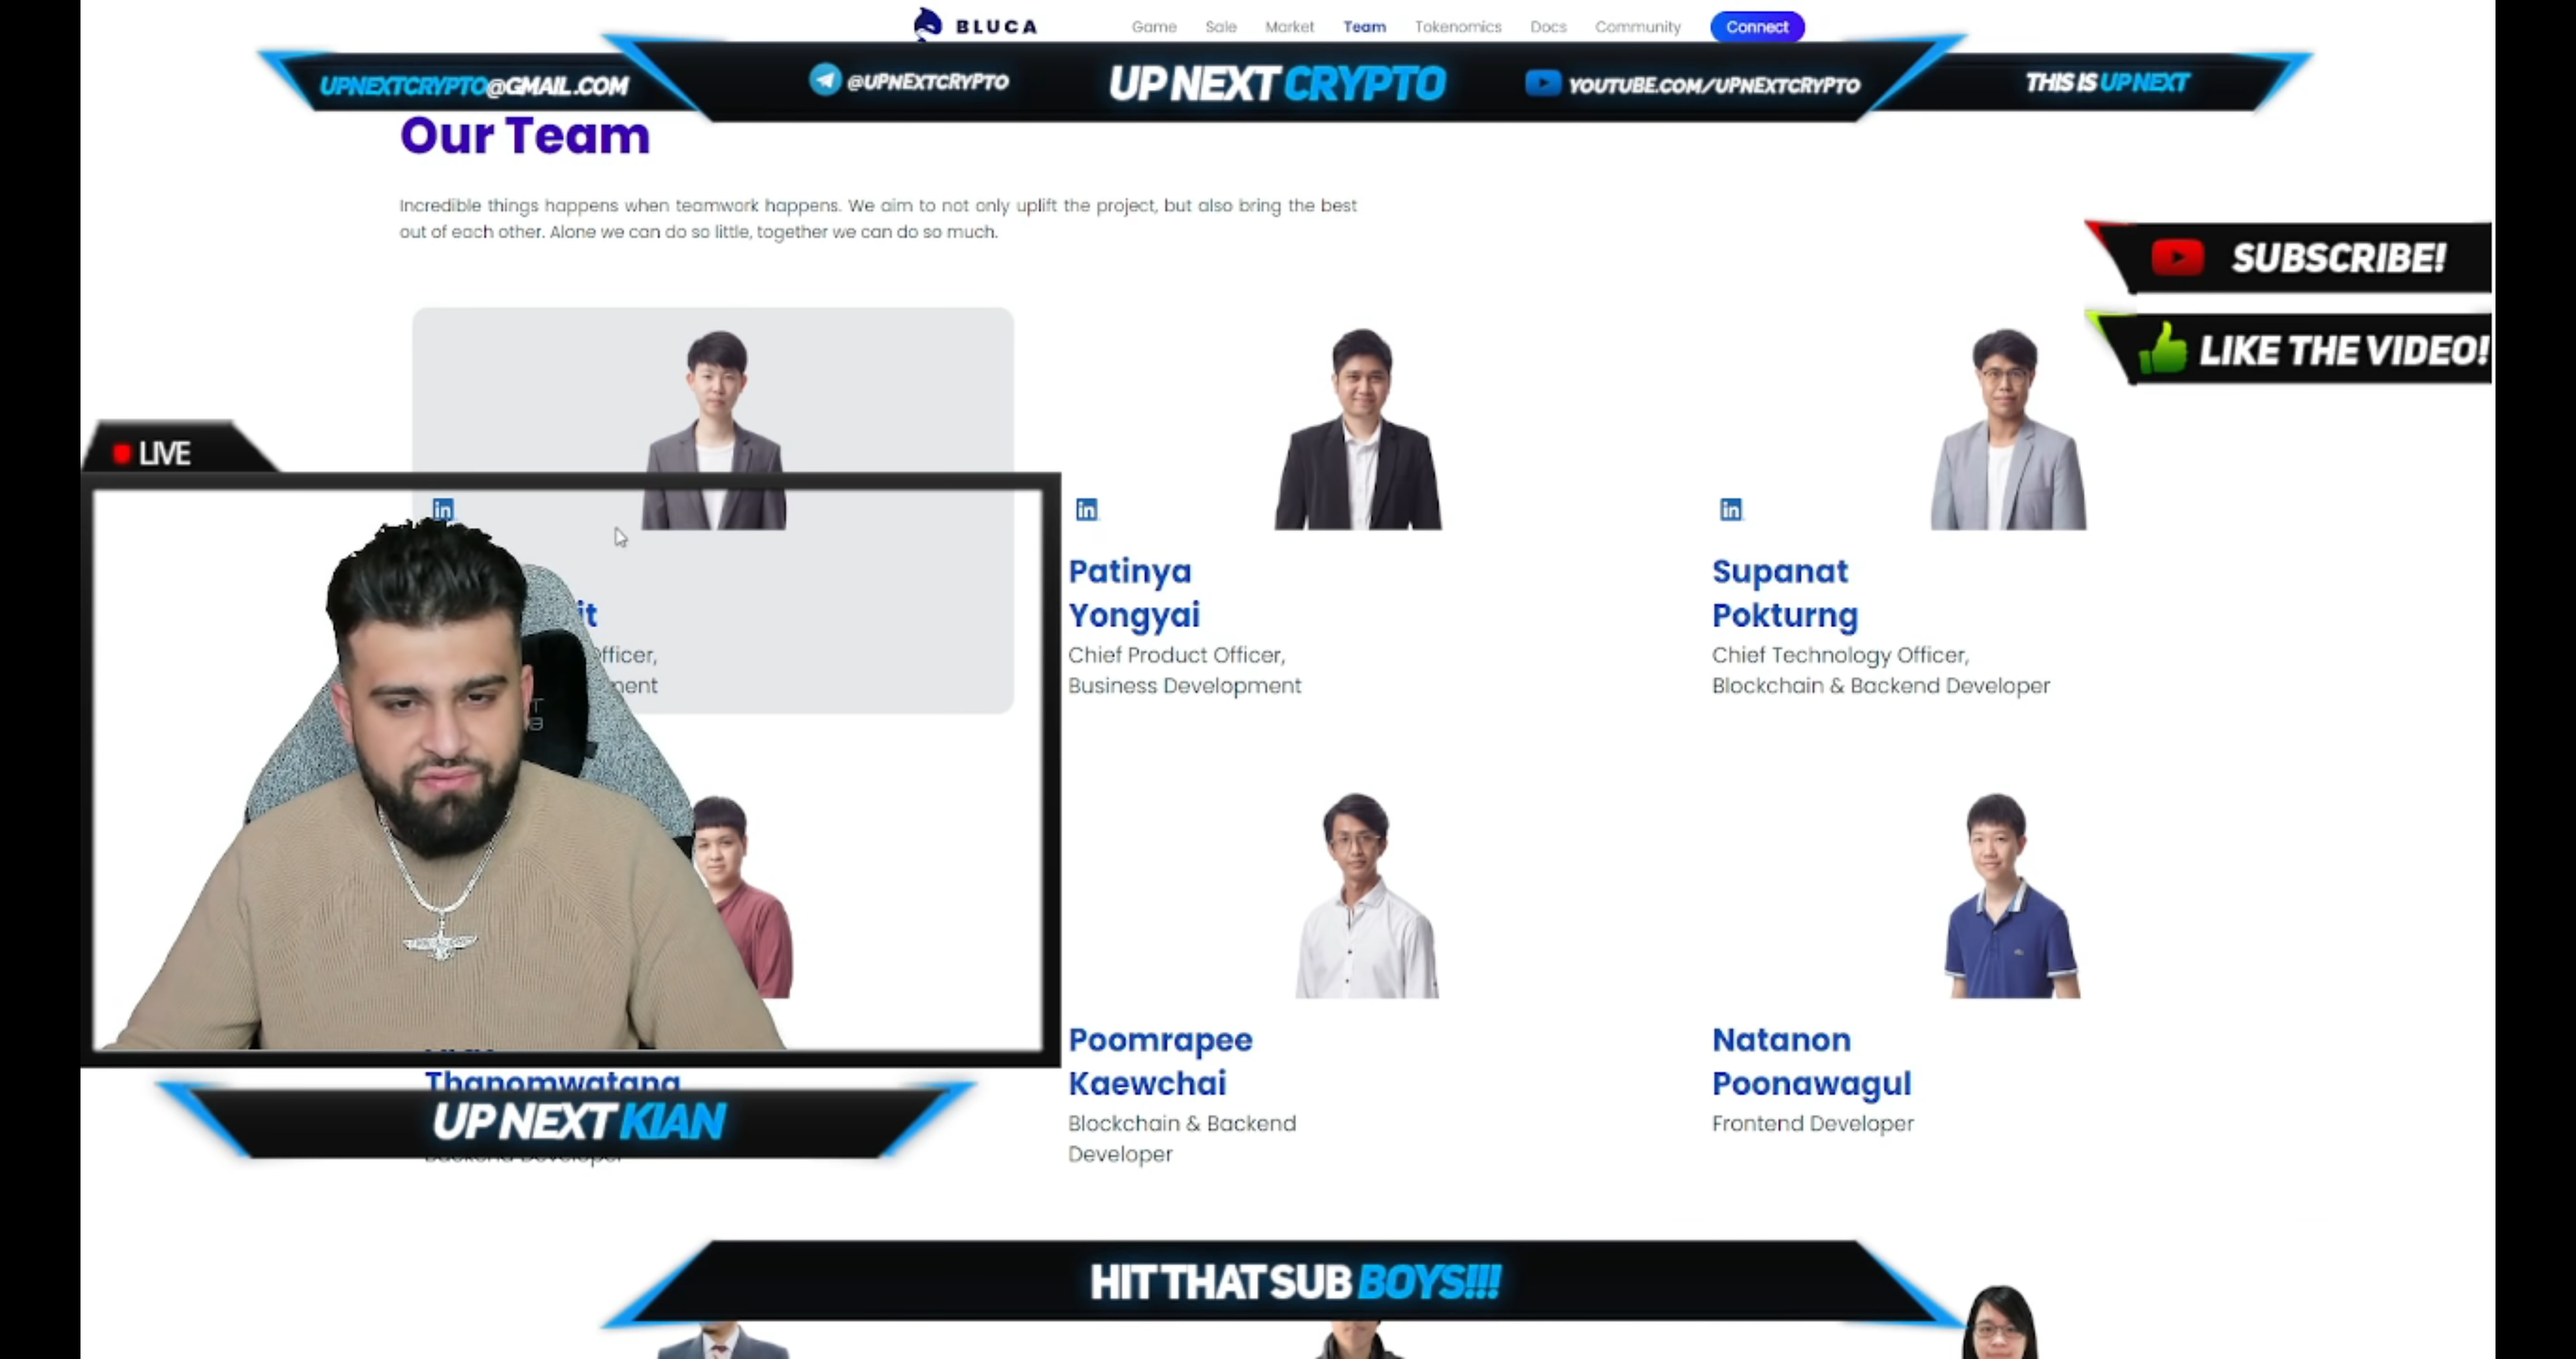 BLUCA
Game Sale Market Team Tokenomics Docs Community Connect
UPNEXTCRYPTO@GMAIL.COM
@UPNEXTCRYPTO
UP NEXT CRYPTO
YOUTUBE.COM/UPNEXTCRYPTO
THIS IS UP NEXT
Our Team
Incredible things happens when teamwork happens. We aim to not only uplift the project, but also bring the best
out of each other. Alone we can do so little, together we can do so much.
SUBSCRIBE!
LIKE THE VIDEO!
LIVE
in
in
in
Patinya
Yongyai
Chief Product Officer,
Business Development
Supanat
Pokturng
Chief Technology Officer,
Blockchain & Backend Developer
Thanomwatana
UP NEXT KIAN
Poomrapee
Kaewchai
Blockchain & Backend
Developer
Natanon
Poonawagul
Frontend Developer
HIT THAT SUB BOYS!!!